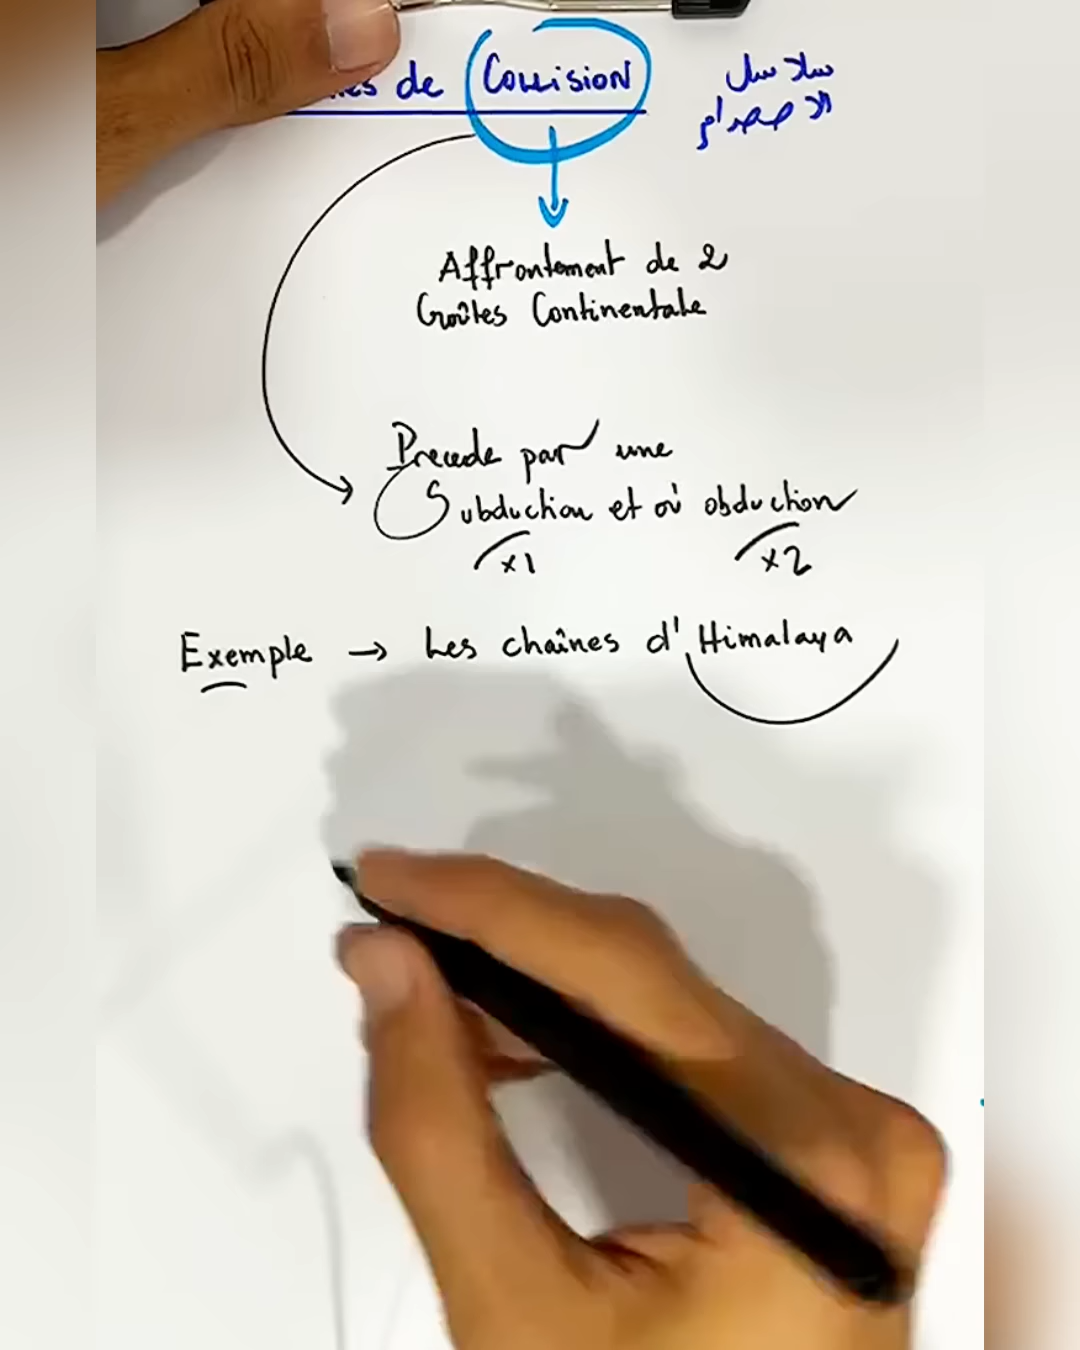 de Collision
سلاسل
الاصطدام
Affrontement de 2
Croûtes Continentale
Precede par une
Subduction et où obduction
x1 x2
Exemple → Les chaînes d'Himalaya